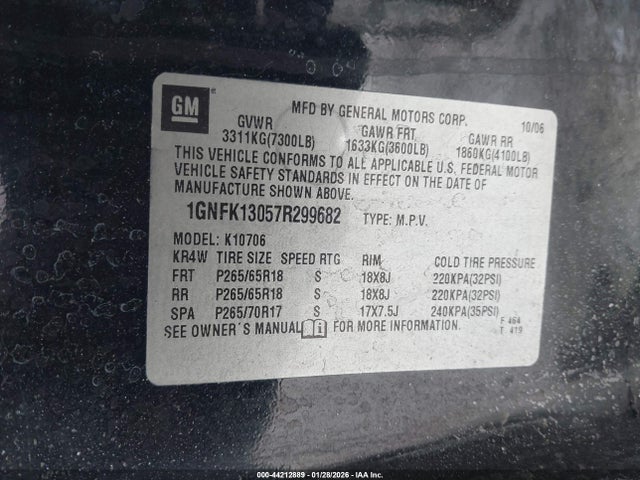 GM
MFD BY GENERAL MOTORS CORP.
10/06
GVWR GAWR FRT GAWR RR
3311KG(7300LB) 1633KG(3600LB) 1860KG(4100LB)
THIS VEHICLE CONFORMS TO ALL APPLICABLE U.S. FEDERAL MOTOR
VEHICLE SAFETY STANDARDS IN EFFECT ON THE DATE OF
MANUFACTURE SHOWN ABOVE.
1GNFK13057R299682 TYPE: M.P.V.
MODEL: K10706
KR4W TIRE SIZE SPEED RTG RIM COLD TIRE PRESSURE
FRT P265/65R18 S 18X8J 220KPA(32PSI)
RR P265/65R18 S 18X8J 220KPA(32PSI)
SPA P265/70R17 S 17X7.5J 240KPA(35PSI)
SEE OWNER'S MANUAL FOR MORE INFORMATION.
F 464
T 419
000-44212889 - 01/28/2026 - IAA Inc.